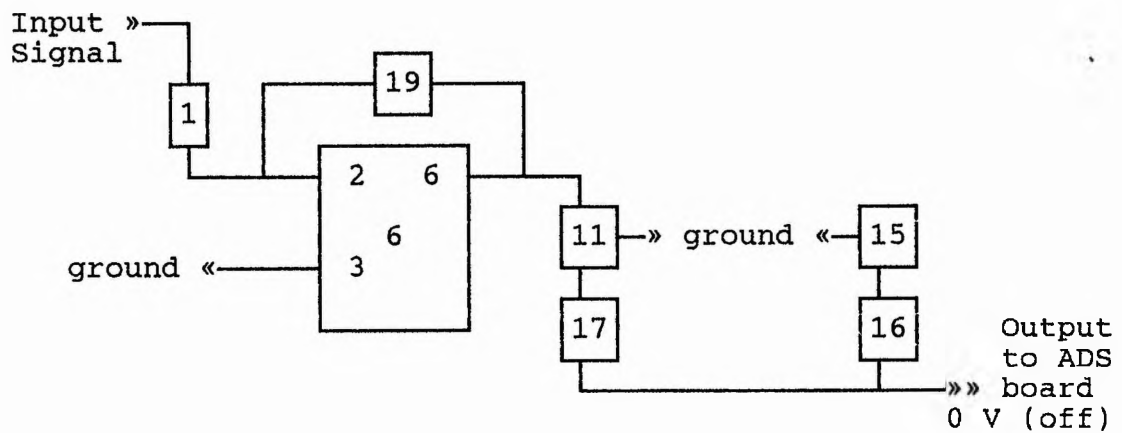 Input »
Signal
19
1
2 6
6
11 » ground « 15
ground « 3
17 16
Output
to ADS
»» board
0 V (off)